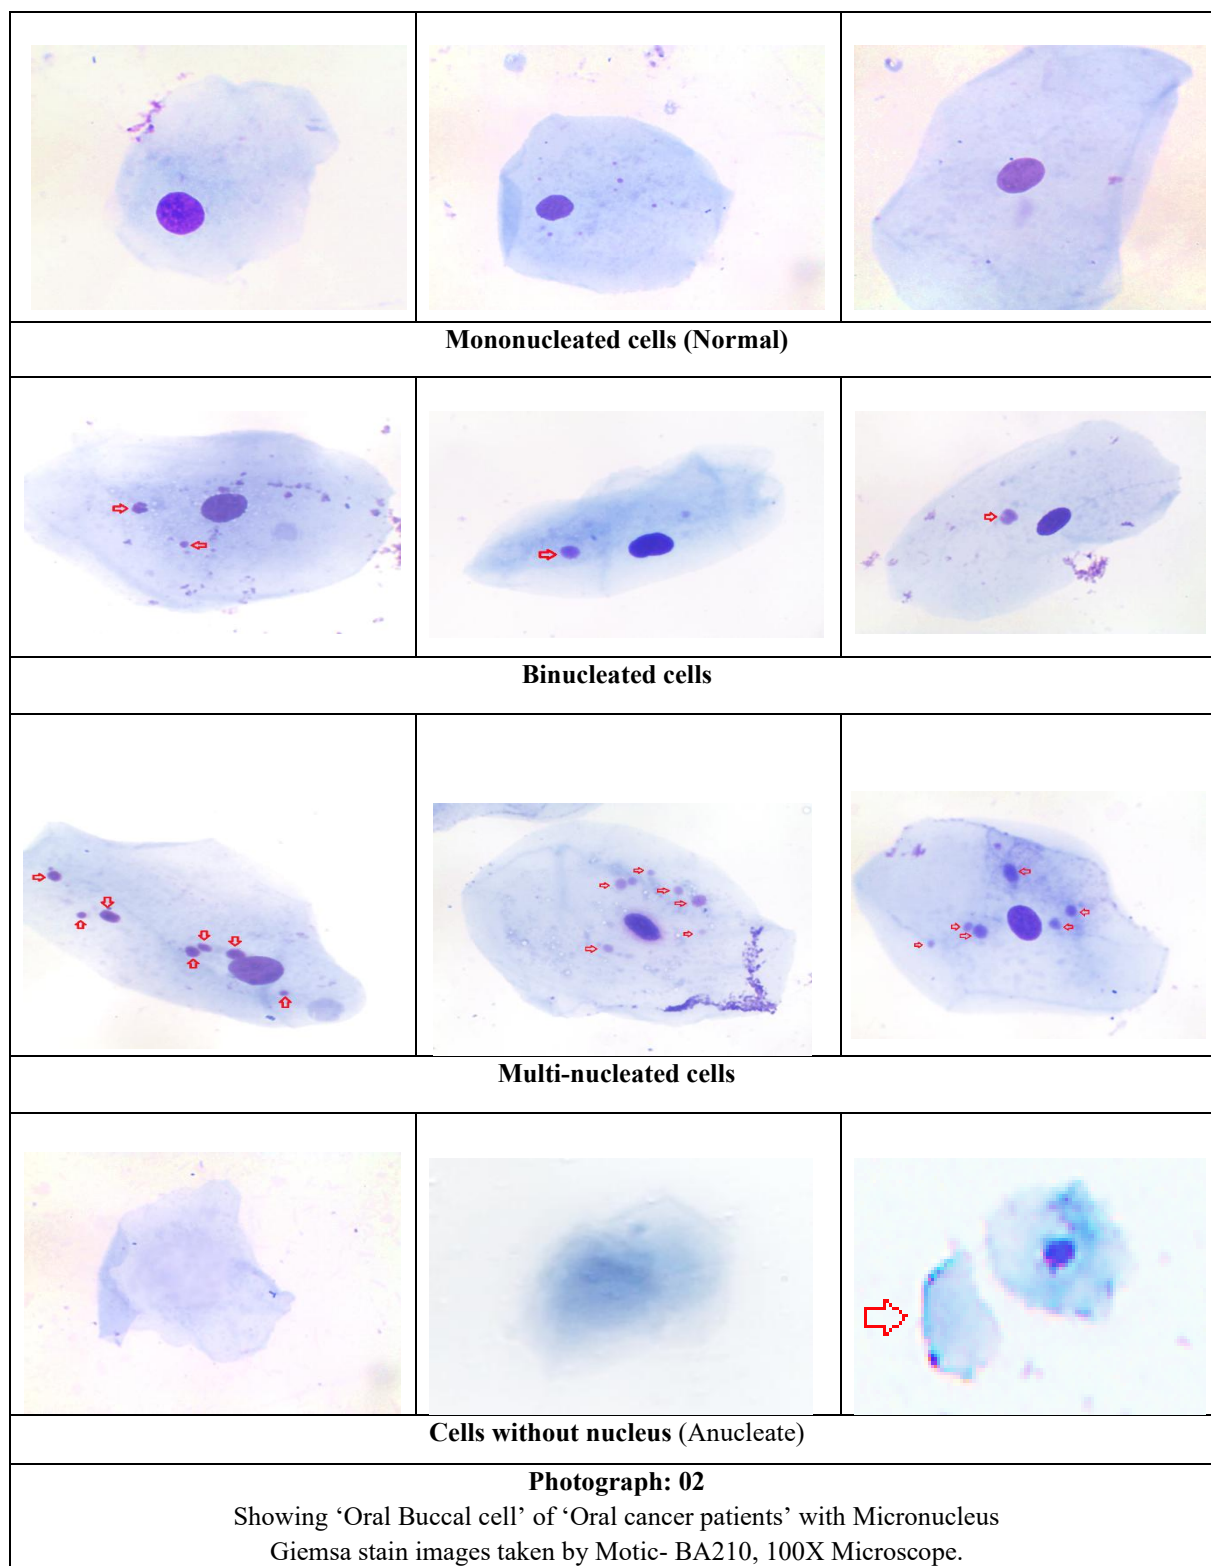 Mononucleated cells (Normal)
Binucleated cells
Multi-nucleated cells
Cells without nucleus (Anucleate)
Photograph: 02
Showing ‘Oral Buccal cell’ of ‘Oral cancer patients’ with Micronucleus
Giemsa stain images taken by Motic- BA210, 100X Microscope.